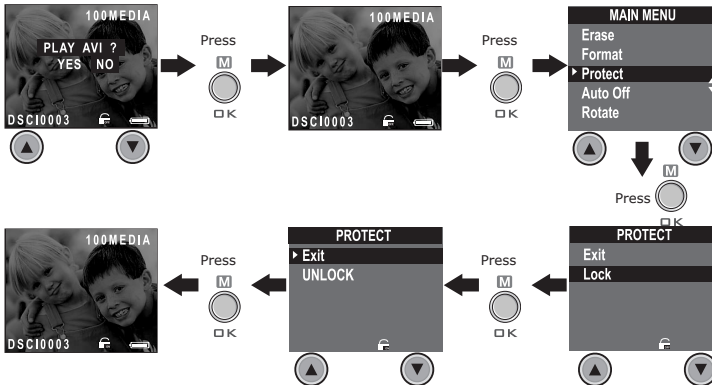 100MEDIA
PLAY AVI ?
YES NO
DSCI0003
Press
M
OK
100MEDIA
DSCI0003
Press
M
OK
MAIN MENU
Erase
Format
Protect
Auto Off
Rotate
Press
M
OK
PROTECT
Exit
Lock
Press
M
OK
PROTECT
Exit
UNLOCK
Press
M
OK
100MEDIA
DSCI0003